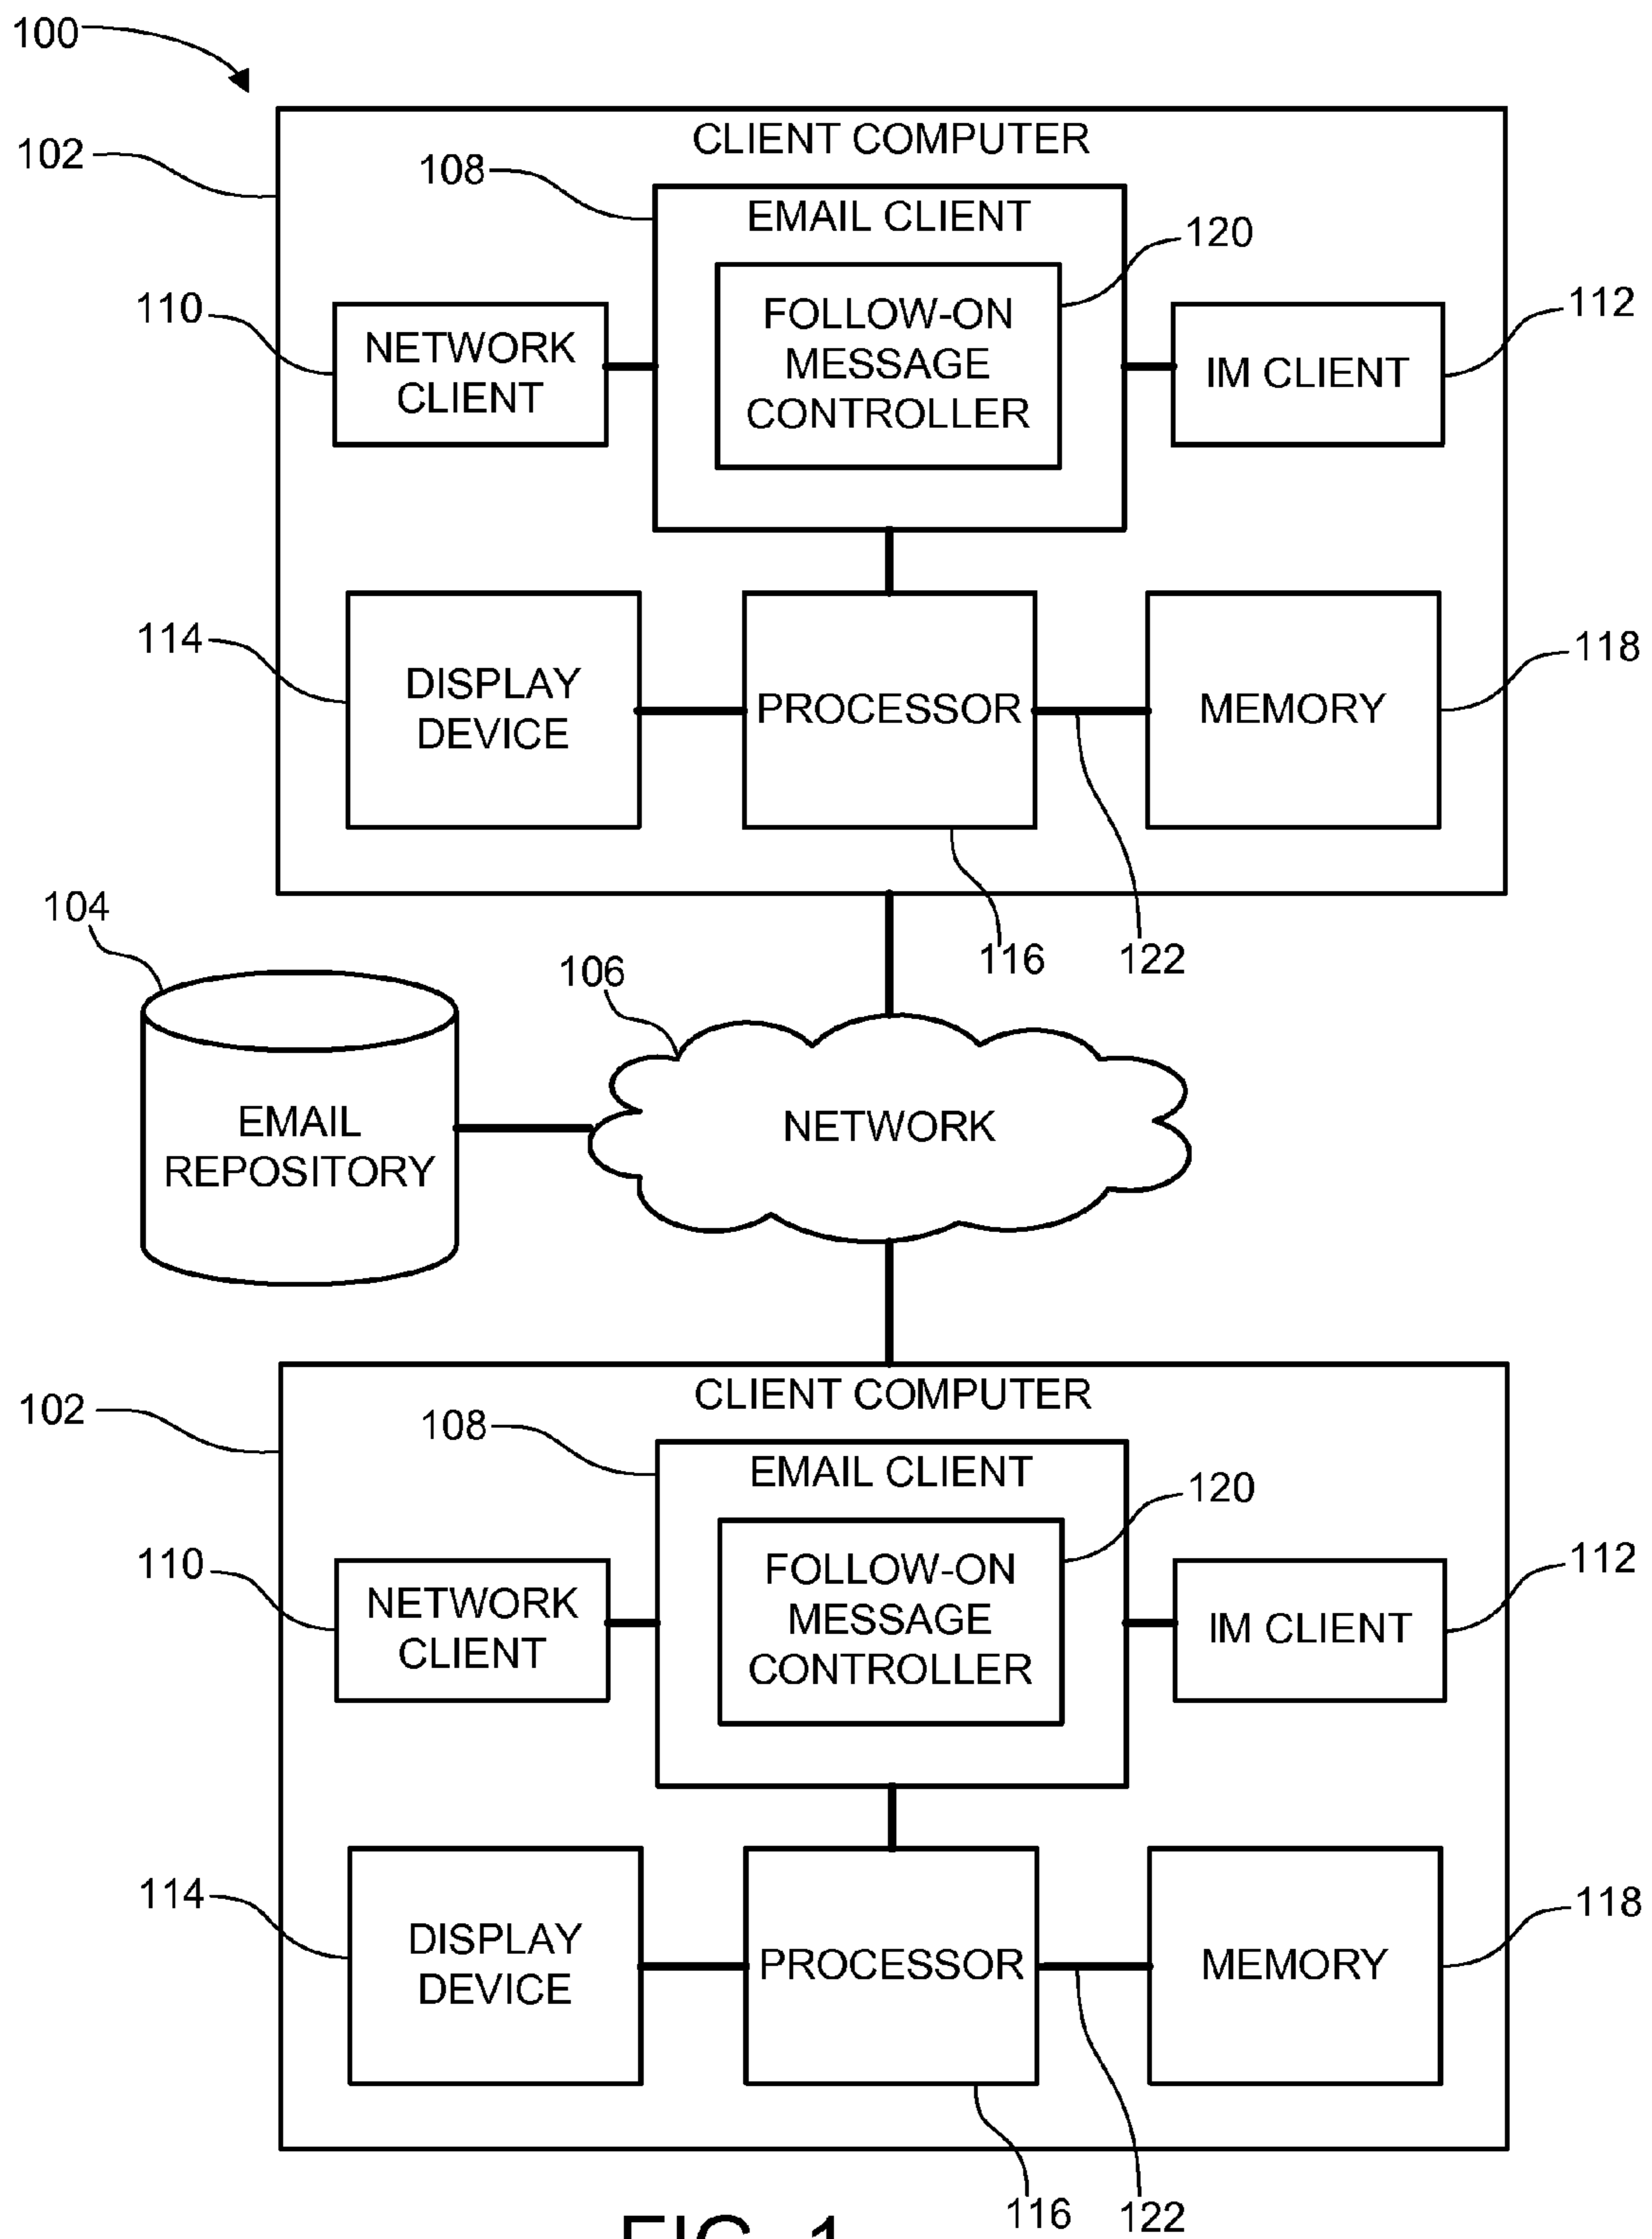 100
CLIENT COMPUTER
102
108
EMAIL CLIENT
120
FOLLOW-ON
MESSAGE
CONTROLLER
110
NETWORK
CLIENT
112
IM CLIENT
114
DISPLAY
DEVICE
PROCESSOR
MEMORY
118
116
122
104
106
EMAIL
REPOSITORY
NETWORK
CLIENT COMPUTER
102
108
EMAIL CLIENT
120
FOLLOW-ON
MESSAGE
CONTROLLER
110
NETWORK
CLIENT
112
IM CLIENT
114
DISPLAY
DEVICE
PROCESSOR
MEMORY
118
116
122
FIG. 1